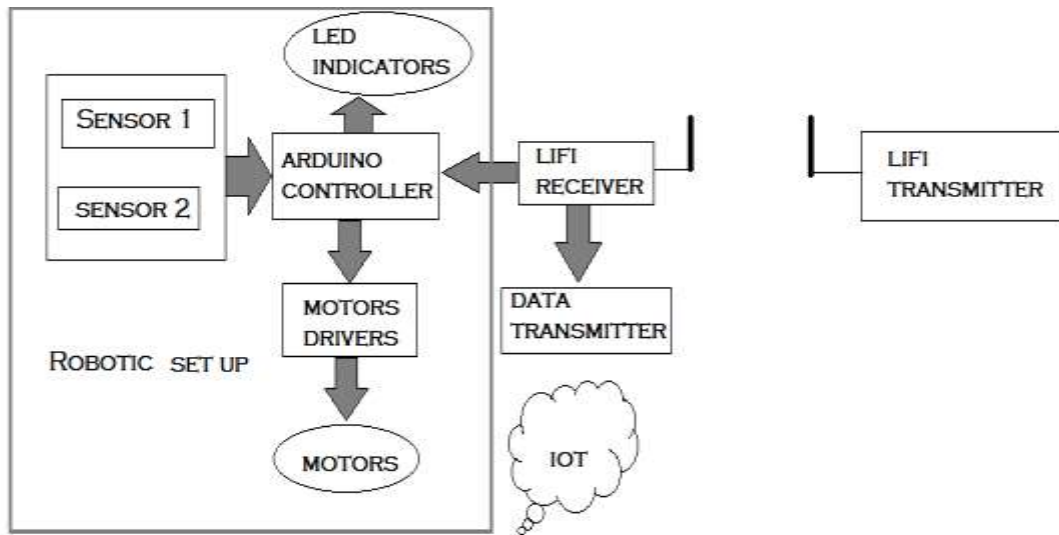 LED
INDICATORS
SENSOR 1
SENSOR 2
ARDUINO
CONTROLLER
LIFI
RECEIVER
LIFI
TRANSMITTER
MOTORS
DRIVERS
DATA
TRANSMITTER
ROBOTIC SET UP
MOTORS
IOT